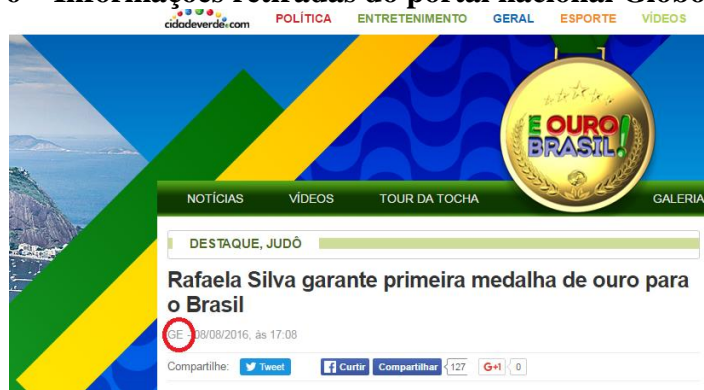 6 – Informações retiradas do portal nacional Globo
cidadeverde.com POLÍTICA ENTRETENIMENTO GERAL ESPORTE VÍDEOS
É OURO!
BRASIL
NOTÍCIAS VÍDEOS TOUR DA TOCHA GALERIA
DESTAQUE, JUDÔ
Rafaela Silva garante primeira medalha de ouro para
o Brasil
GE - 08/08/2016, às 17:08
Compartilhe: Tweet Curtir Compartilhar 127 G+1 0